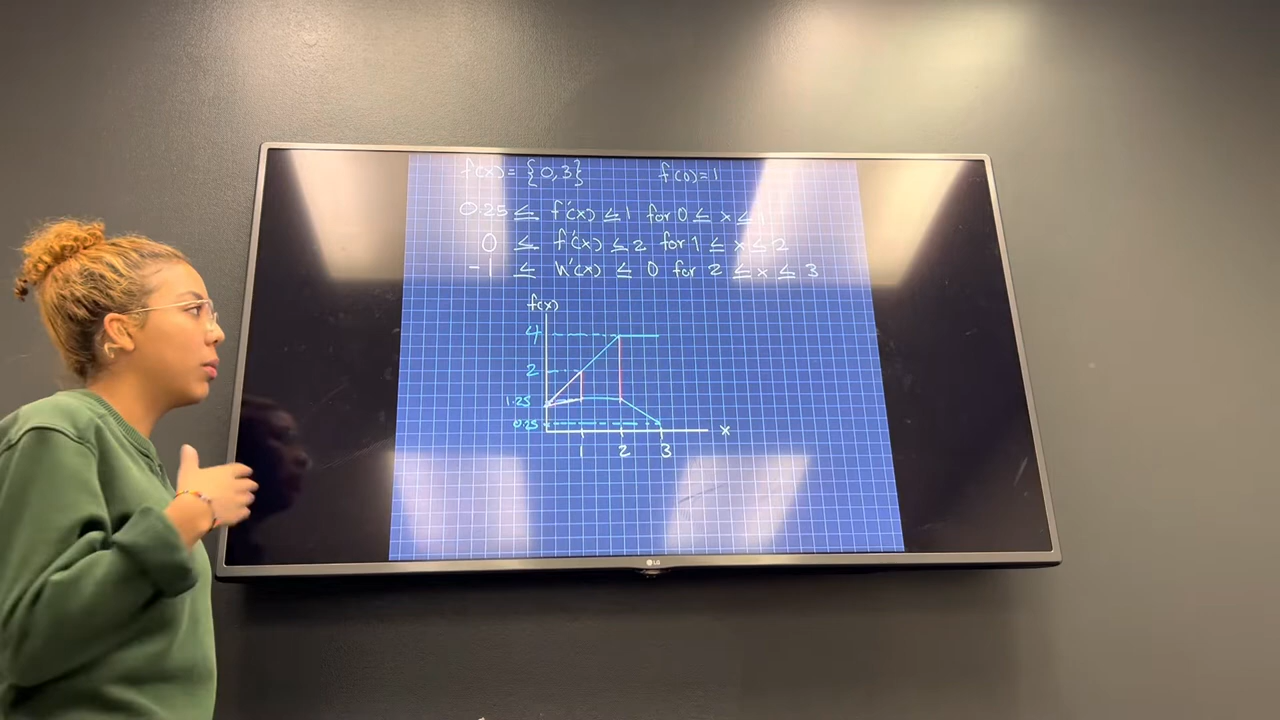 f(x) = {0,3} f(0)=1
0.25 ≤ f'(x) ≤ 1 for 0 ≤ x ≤ 1
0 ≤ f'(x) ≤ 2 for 1 ≤ x ≤ 2
-1 ≤ h'(x) ≤ 0 for 2 ≤ x ≤ 3
f(x)
4
2
1.25
0.25
x
1 2 3
LG